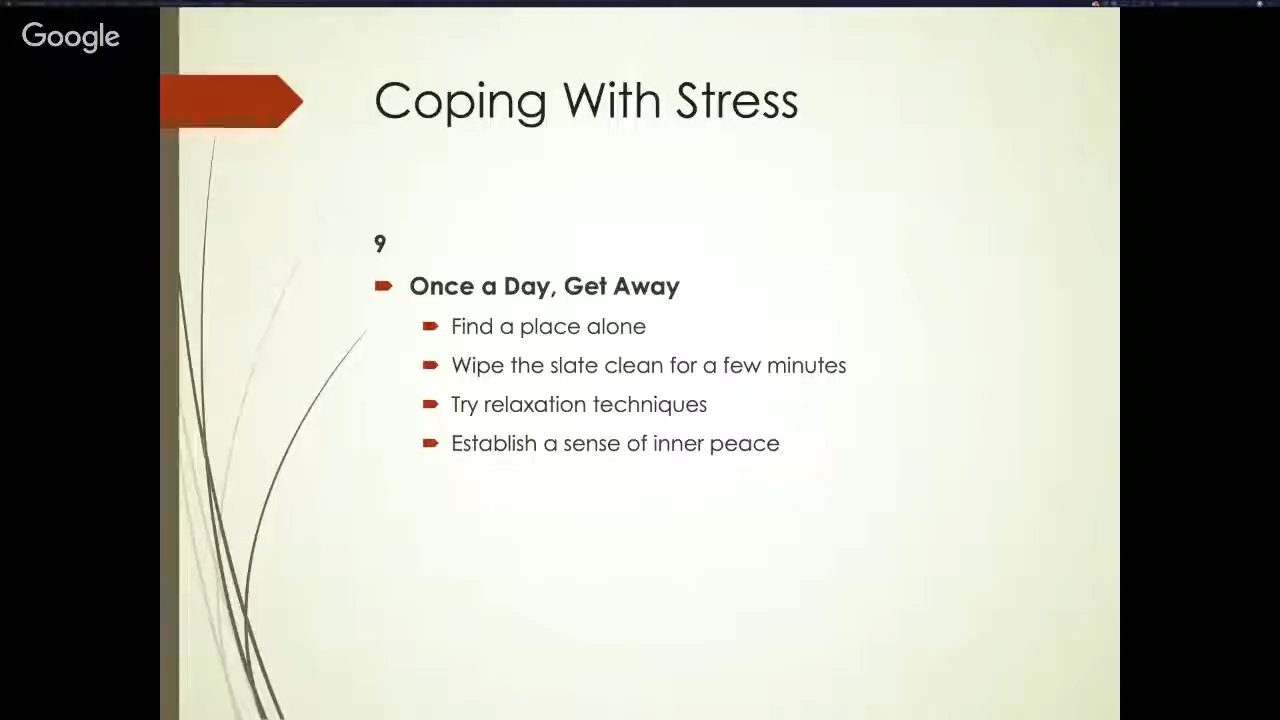 Google
Coping With Stress
9
Once a Day, Get Away
Find a place alone
Wipe the slate clean for a few minutes
Try relaxation techniques
Establish a sense of inner peace